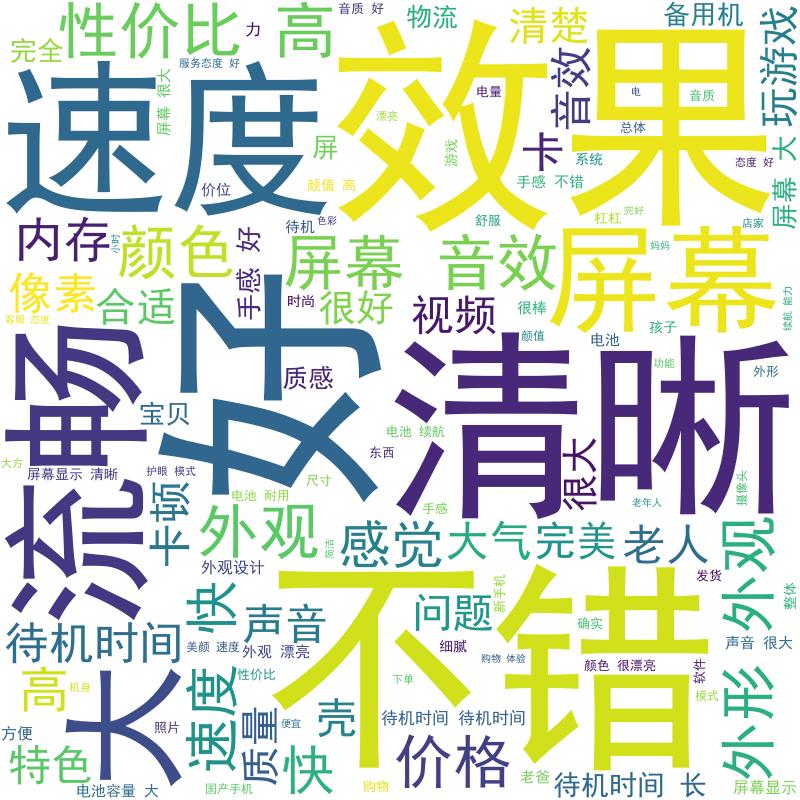 音质 好
物流
备用机
性价比
力
高
清楚
完全
玩游戏
服务态度 好
音效
速度
效果
屏幕 很大
电量
电
音质
漂亮
总体
屏
游戏
卡
系统
态度 好
大
价位
颜值 高
手感 不错
屏幕
内存
小时
颜色
手感 好
待机
色彩
舒服
杠杠
完好
店家
屏幕
音效
屏幕
妈妈
像素
合适
时尚
很好
视频
很棒
续航 能力
客服 态度
颜值
电池
孩子
流畅
好
清晰
功能
外形
质感
宝贝
电池 续航
东西
很大
大方
屏幕显示 清晰
护眼 模式
尺寸
摄像头
卡顿
电池 耐用
手感
老年人
外观
简洁
感觉
大气
完美
老人
外观
外观设计
发货
不错
新手机
整体
快
声音
问题
确实
待机时间
美颜 速度
外观 漂亮
细腻
购物 体验
颜色 很漂亮
软件
声音 很大
高
机身
大
速度
性价比
下单
模式
外形
方便
照片
质量
便宜
壳
待机时间 待机时间
特色
快
价格
电池容量 大
国产手机
购物
老爸
待机时间 长
屏幕显示